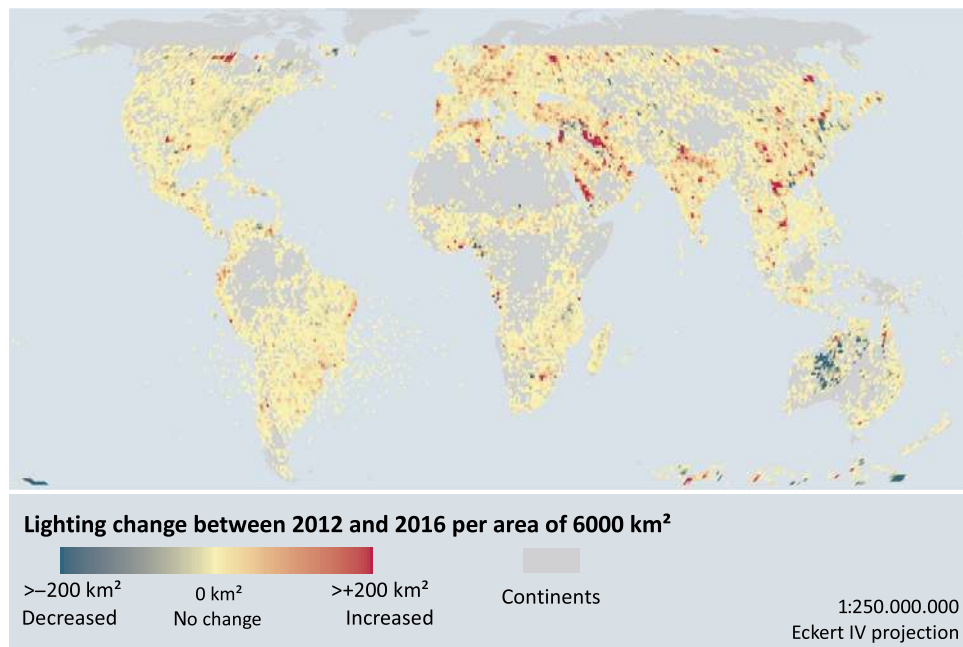 Lighting change between 2012 and 2016 per area of 6000 km²
>−200 km² 0 km² >+200 km²
Decreased No change Increased
Continents
1:250.000.000
Eckert IV projection